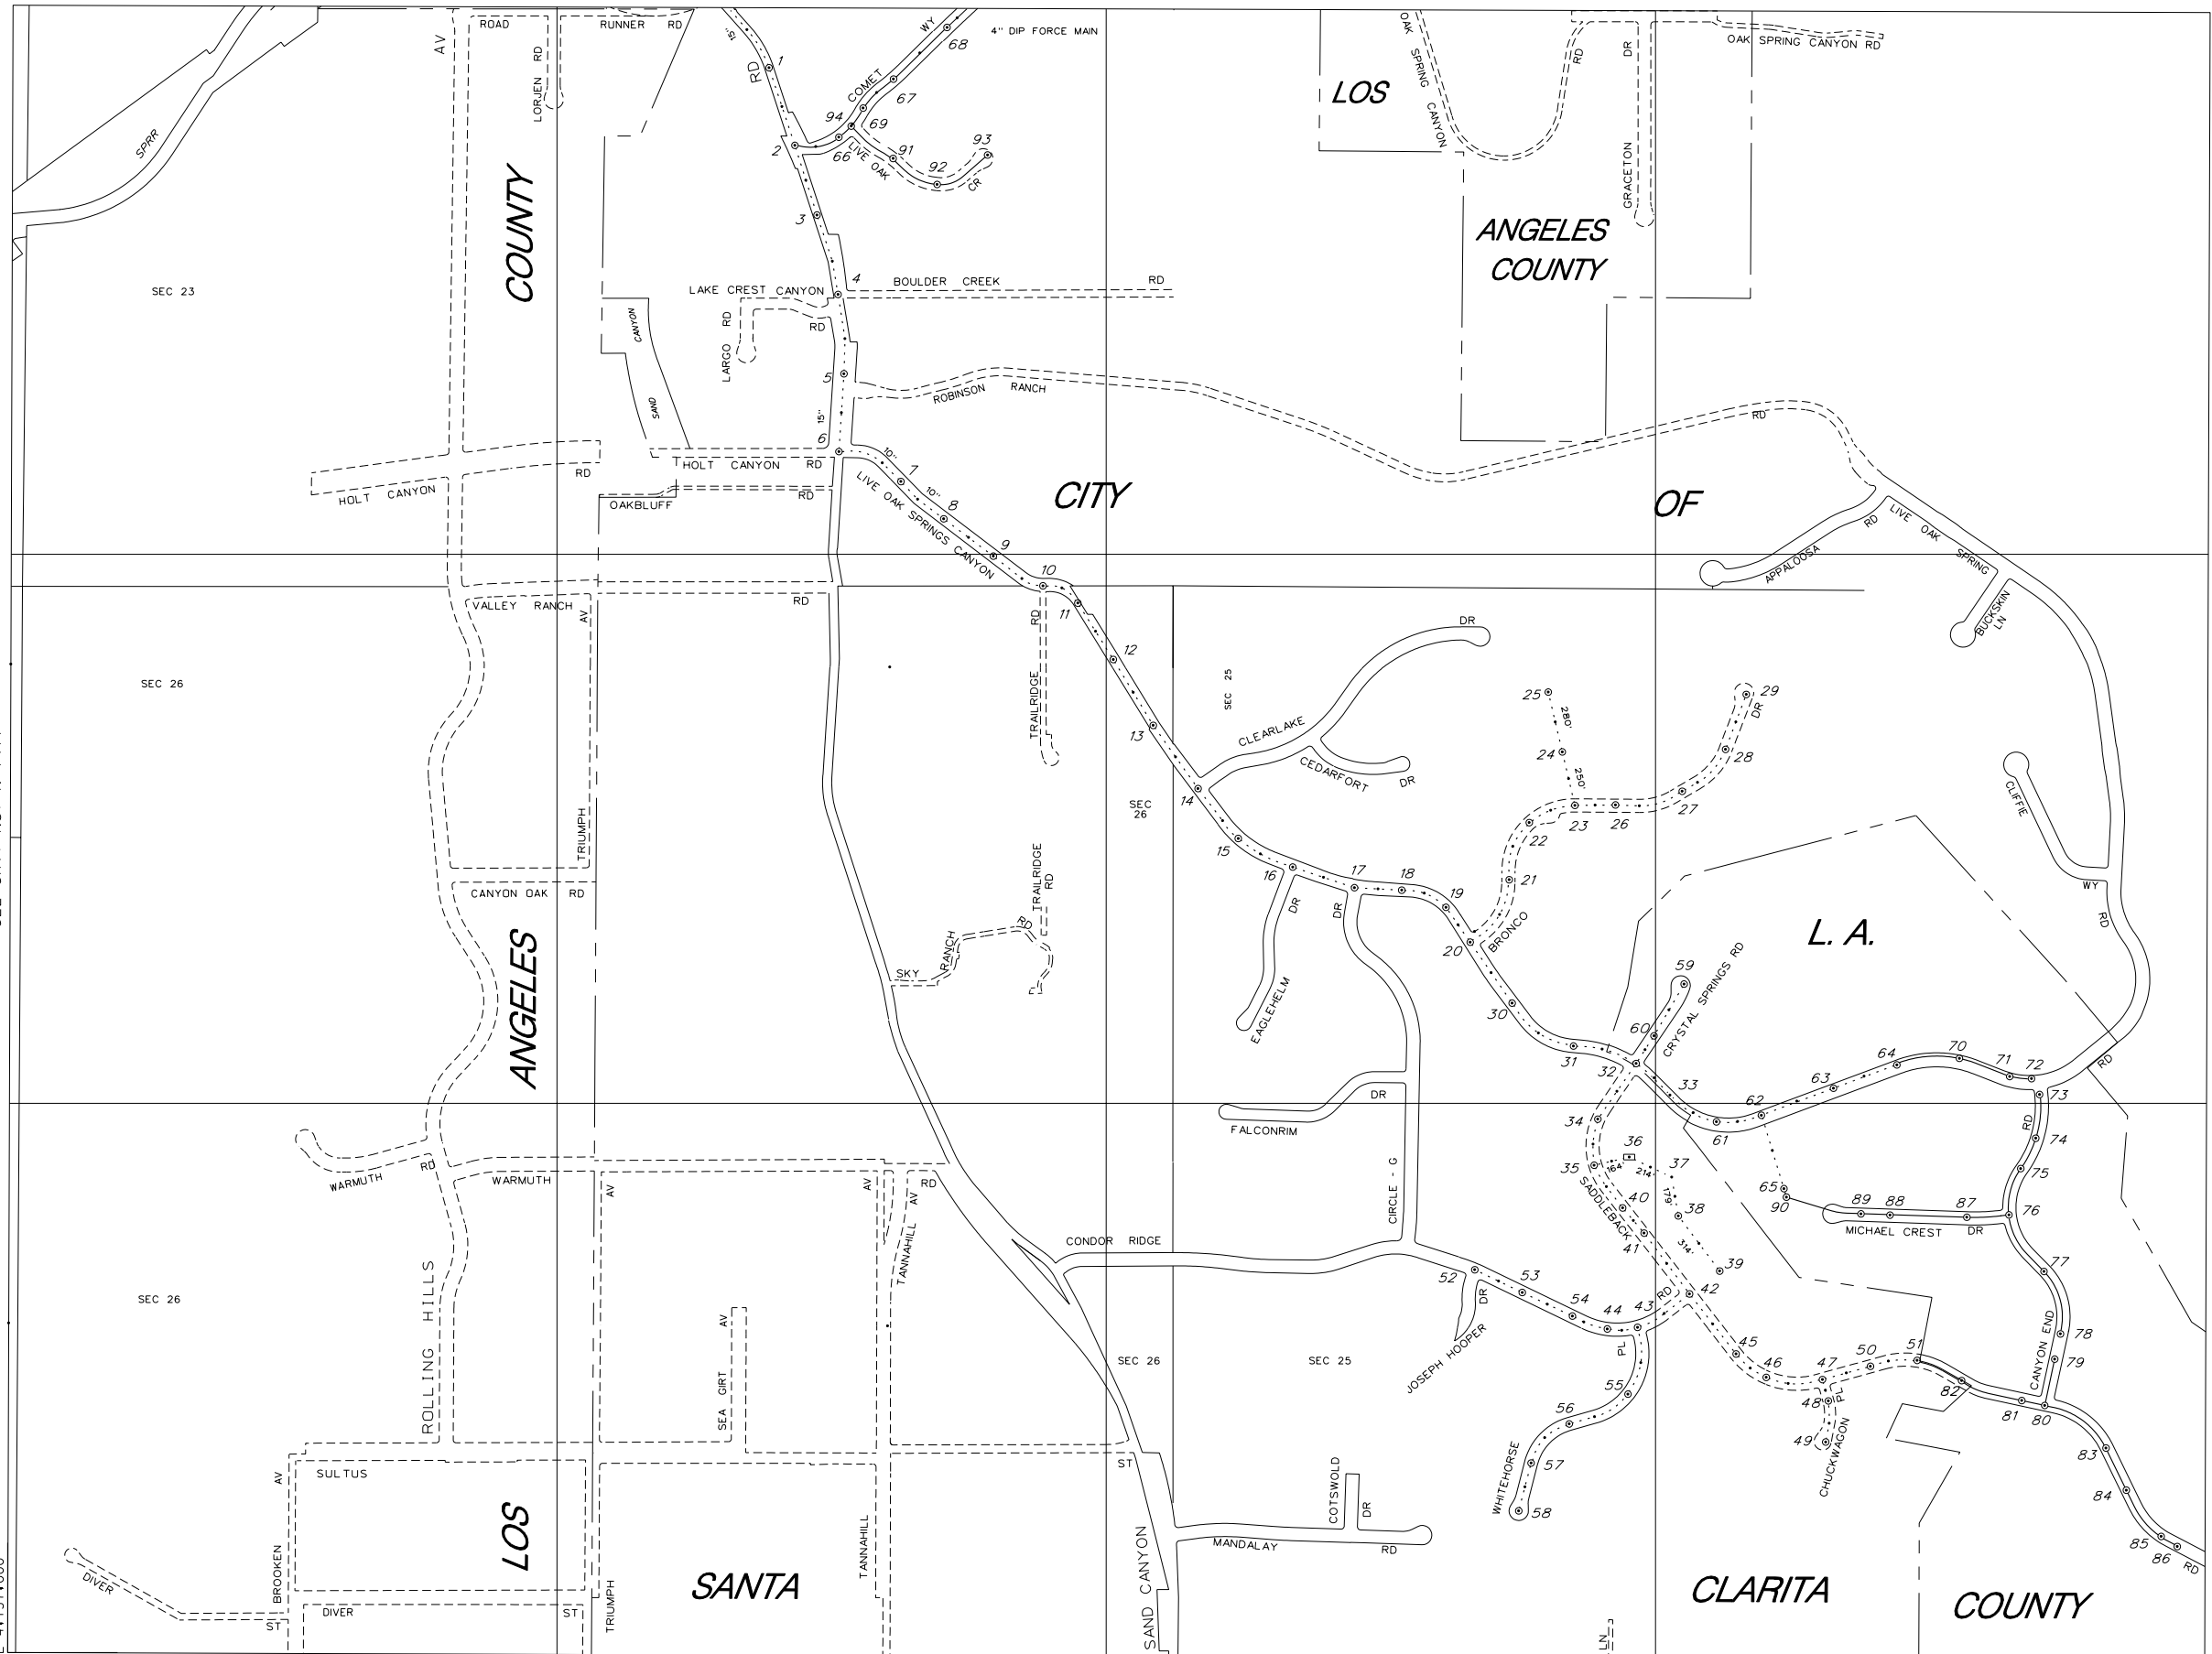 ROAD RUNNER RD
AV
LORJEN RD
SPRR
COUNTY
SEC 23
15"
RD
1
COMET WY
68
4" DIP FORCE MAIN
67
94
69
2
66
LIVE OAK CR
91
92
93
3
LOS
OAK SPRING CANYON RD
GRACETON DR
OAK SPRING CANYON RD
ANGELES
COUNTY
LAKE CREST CANYON RD
4
BOULDER CREEK RD
CANYON
SAND
LARGO RD
5
15"
ROBINSON RANCH RD
6
10"
HOLT CANYON RD
HOLT CANYON RD
7
10"
OAKBLUFF RD
8
LIVE OAK SPRINGS CANYON
CITY
OF
9
APPALOOSA RD
LIVE OAK SPRING
BUCKSKIN LN
10
VALLEY RANCH RD
AV
11
TRAILRIDGE RD
12
SEC 26
DR
SEC 25
25
280'
24
250'
29
DR
28
13
CLEARLAKE
CEDARFORT DR
14
SEC
26
23
26
27
22
CLIFFIE WY
TRIUMPH
15
16
17
18
19
21
CANYON OAK RD
TRAILRIDGE RD
DR
DR
RD
BRONCO
20
L. A.
ANGELES
SKY RANCH RD
EAGLEHELM
30
59
CRYSTAL SPRINGS RD
60
31
32
33
64
70
71
72
RD
63
62
73
FALCONRIM DR
34
61
RD
74
36
35
164'
214'
37
75
179'
WARMUTH RD
WARMUTH RD
AV
AV
AV
CIRCLE - G
SADDLEBACK RD
40
38
65
90
89
88
87
76
MICHAEL CREST DR
41
314'
39
TANNAHILL
CONDOR RIDGE
52
53
54
44
43
42
77
ROLLING HILLS
SEC 26
SEA GIRT AV
SEC 26
SEC 25
DR
JOSEPH HOOPER
PL
45
46
47
50
51
78
79
CANYON END
55
48
PL
82
81
80
56
49
CHUCKWAGON
83
SULTUS ST
AV
57
WHITEHORSE
58
84
COTSWOLD DR
85
86
RD
LOS
TANNAHILL
MANDALAY RD
DIVER ST
BROOKEN
DIVER ST
TRIUMPH
SANTA
SAND CANYON
CLARITA
COUNTY
LN